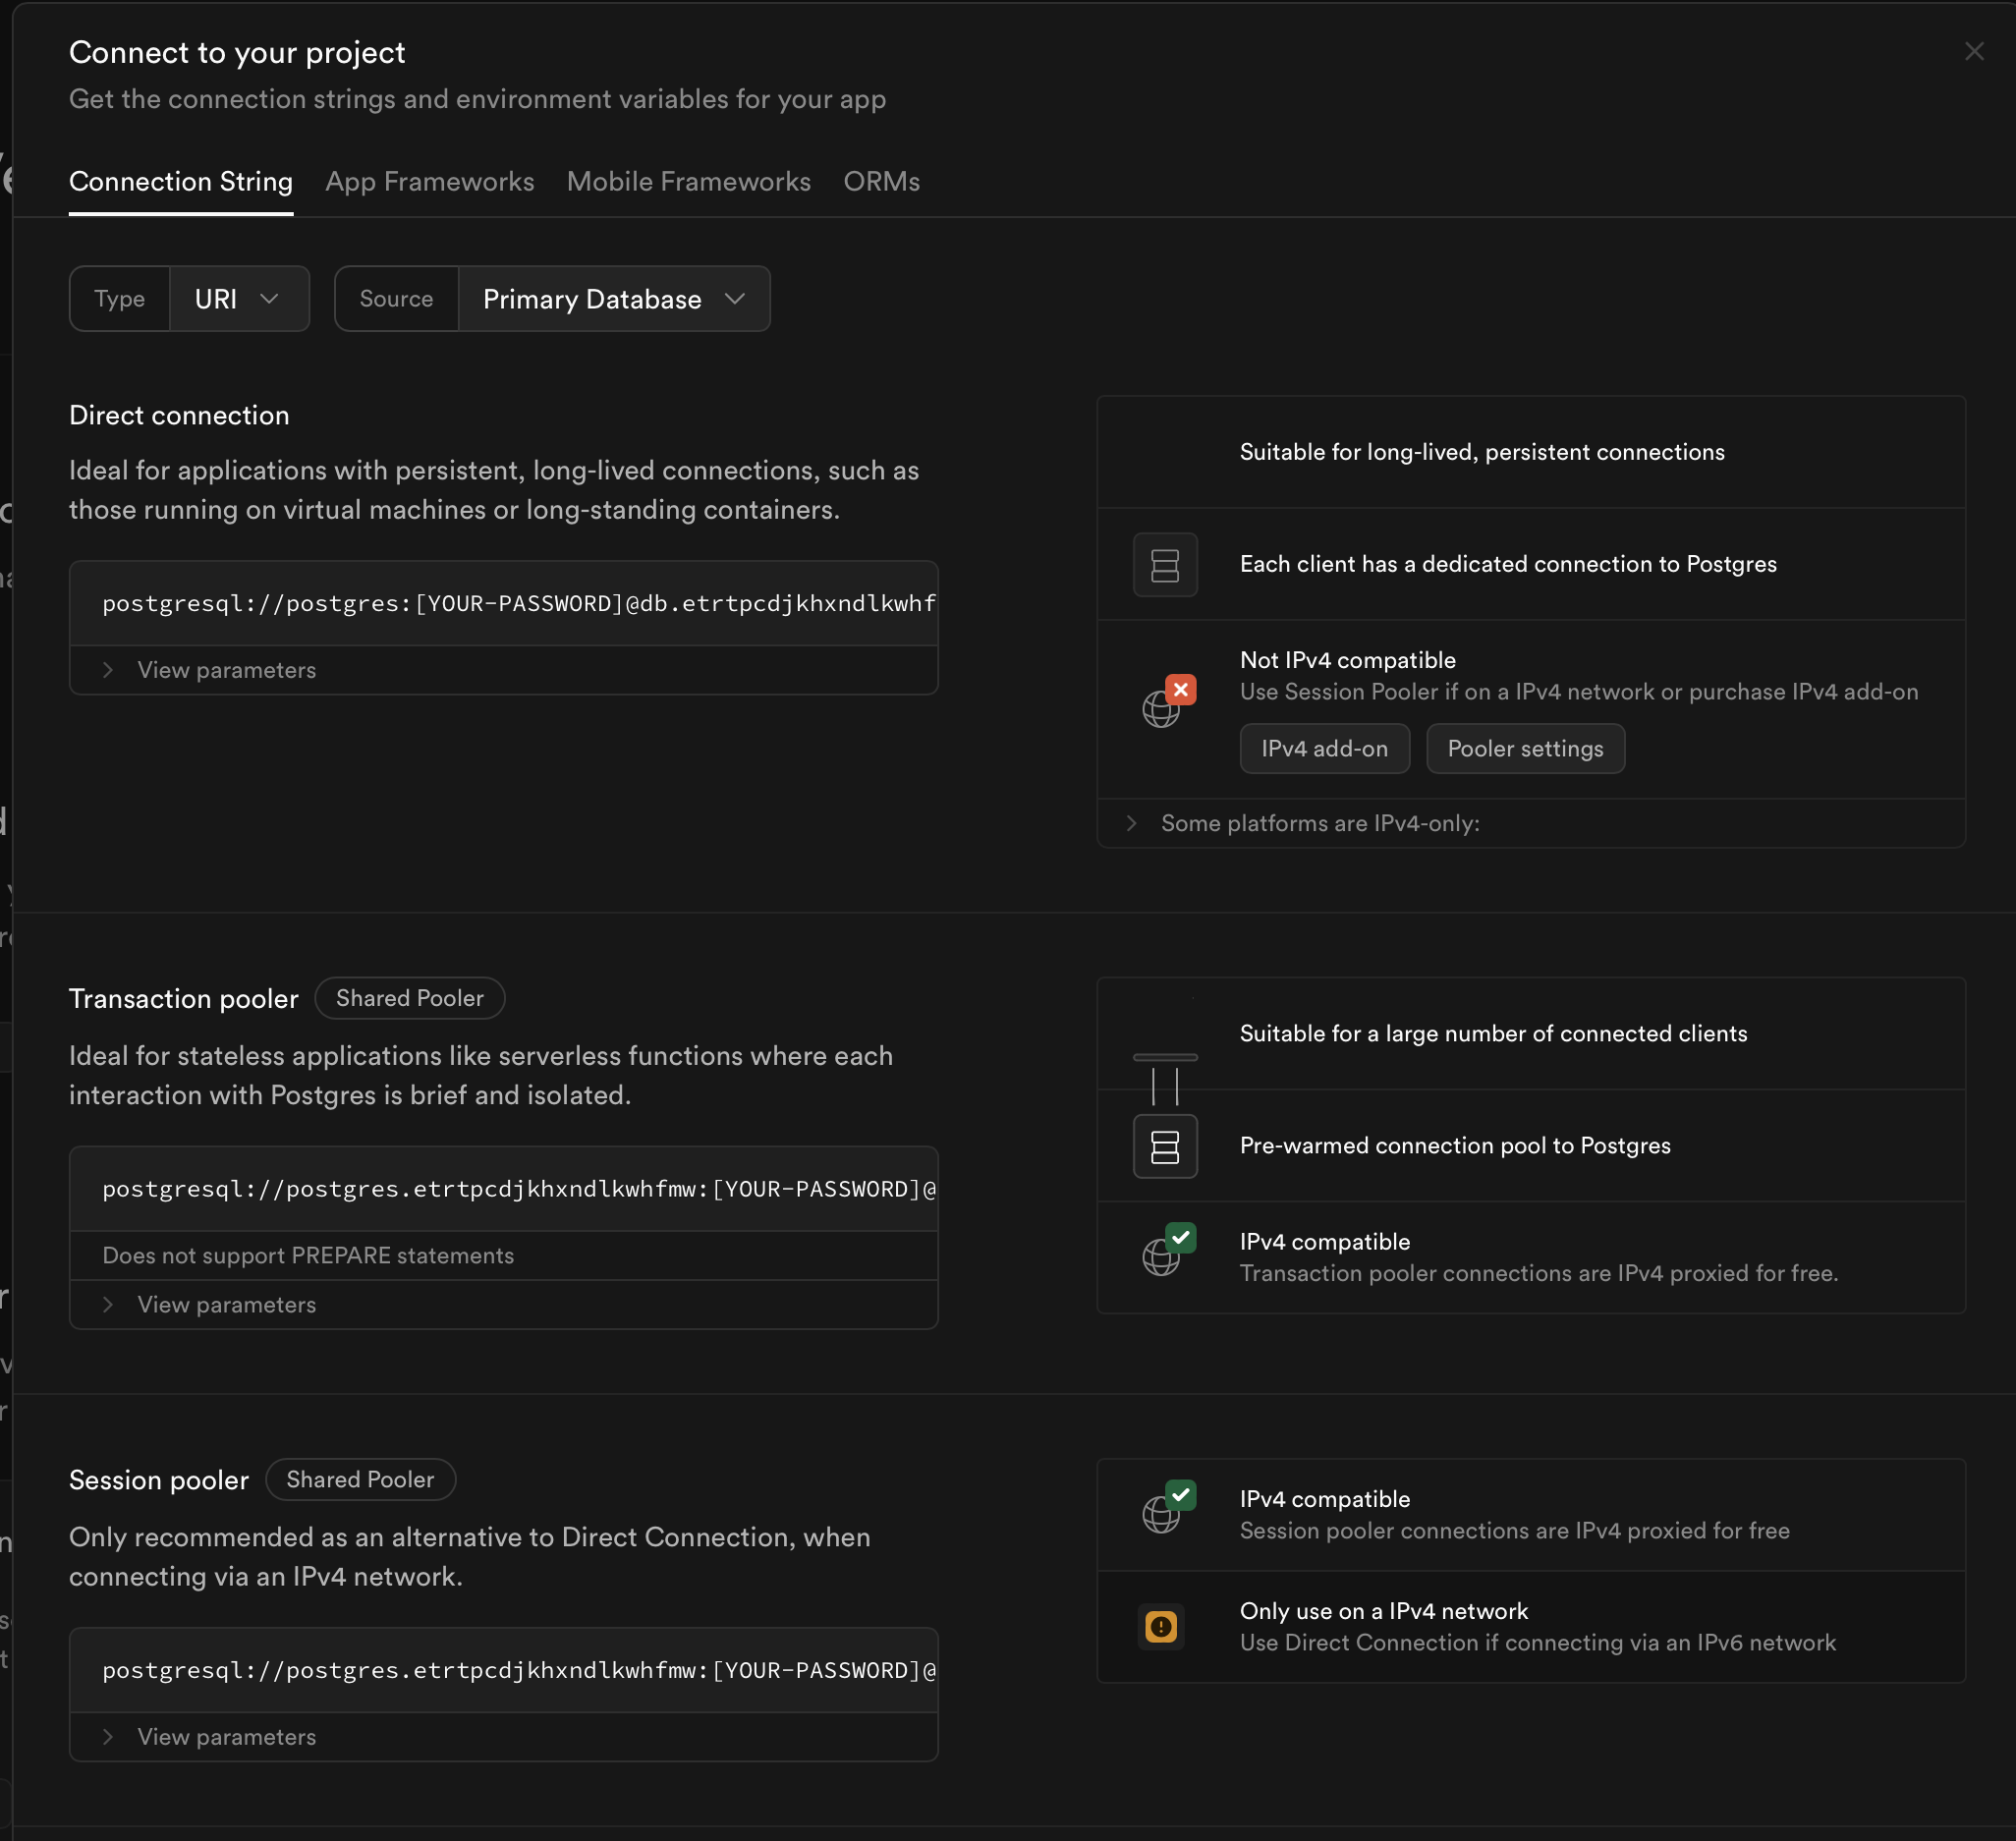 Connect to your project
Get the connection strings and environment variables for your app
Connection String App Frameworks Mobile Frameworks ORMs
Type URI Source Primary Database
Direct connection
Ideal for applications with persistent, long-lived connections, such as
those running on virtual machines or long-standing containers.
postgresql://postgres:[YOUR-PASSWORD]@db.etrtpcdjkhxndlkwhf
View parameters
Suitable for long-lived, persistent connections
Each client has a dedicated connection to Postgres
Not IPv4 compatible
Use Session Pooler if on a IPv4 network or purchase IPv4 add-on
IPv4 add-on Pooler settings
Some platforms are IPv4-only:
Transaction pooler Shared Pooler
Ideal for stateless applications like serverless functions where each
interaction with Postgres is brief and isolated.
postgresql://postgres.etrtpcdjkhxndlkwhfmw:[YOUR-PASSWORD]@
Does not support PREPARE statements
View parameters
Suitable for a large number of connected clients
Pre-warmed connection pool to Postgres
IPv4 compatible
Transaction pooler connections are IPv4 proxied for free.
Session pooler Shared Pooler
Only recommended as an alternative to Direct Connection, when
connecting via an IPv4 network.
postgresql://postgres.etrtpcdjkhxndlkwhfmw:[YOUR-PASSWORD]@
View parameters
IPv4 compatible
Session pooler connections are IPv4 proxied for free
Only use on a IPv4 network
Use Direct Connection if connecting via an IPv6 network